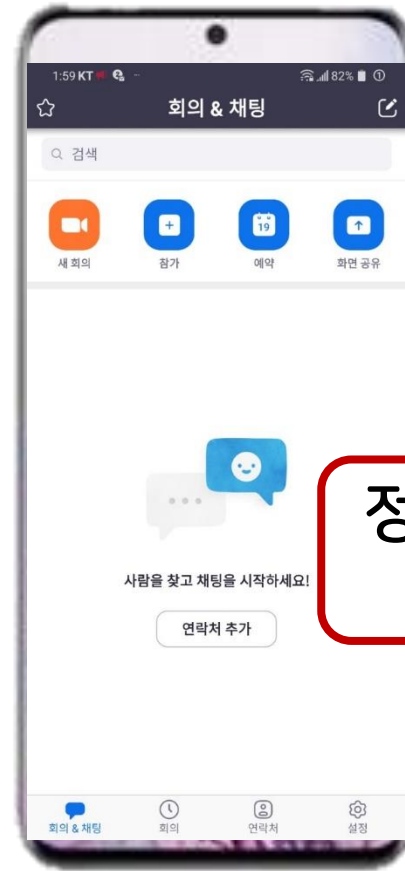 1:59 KT
82%
회의 & 채팅
검색
19
새 회의 참가 예약 화면 공유
사람을 찾고 채팅을 시작하세요!
연락처 추가
회의 & 채팅 회의 연락처 설정